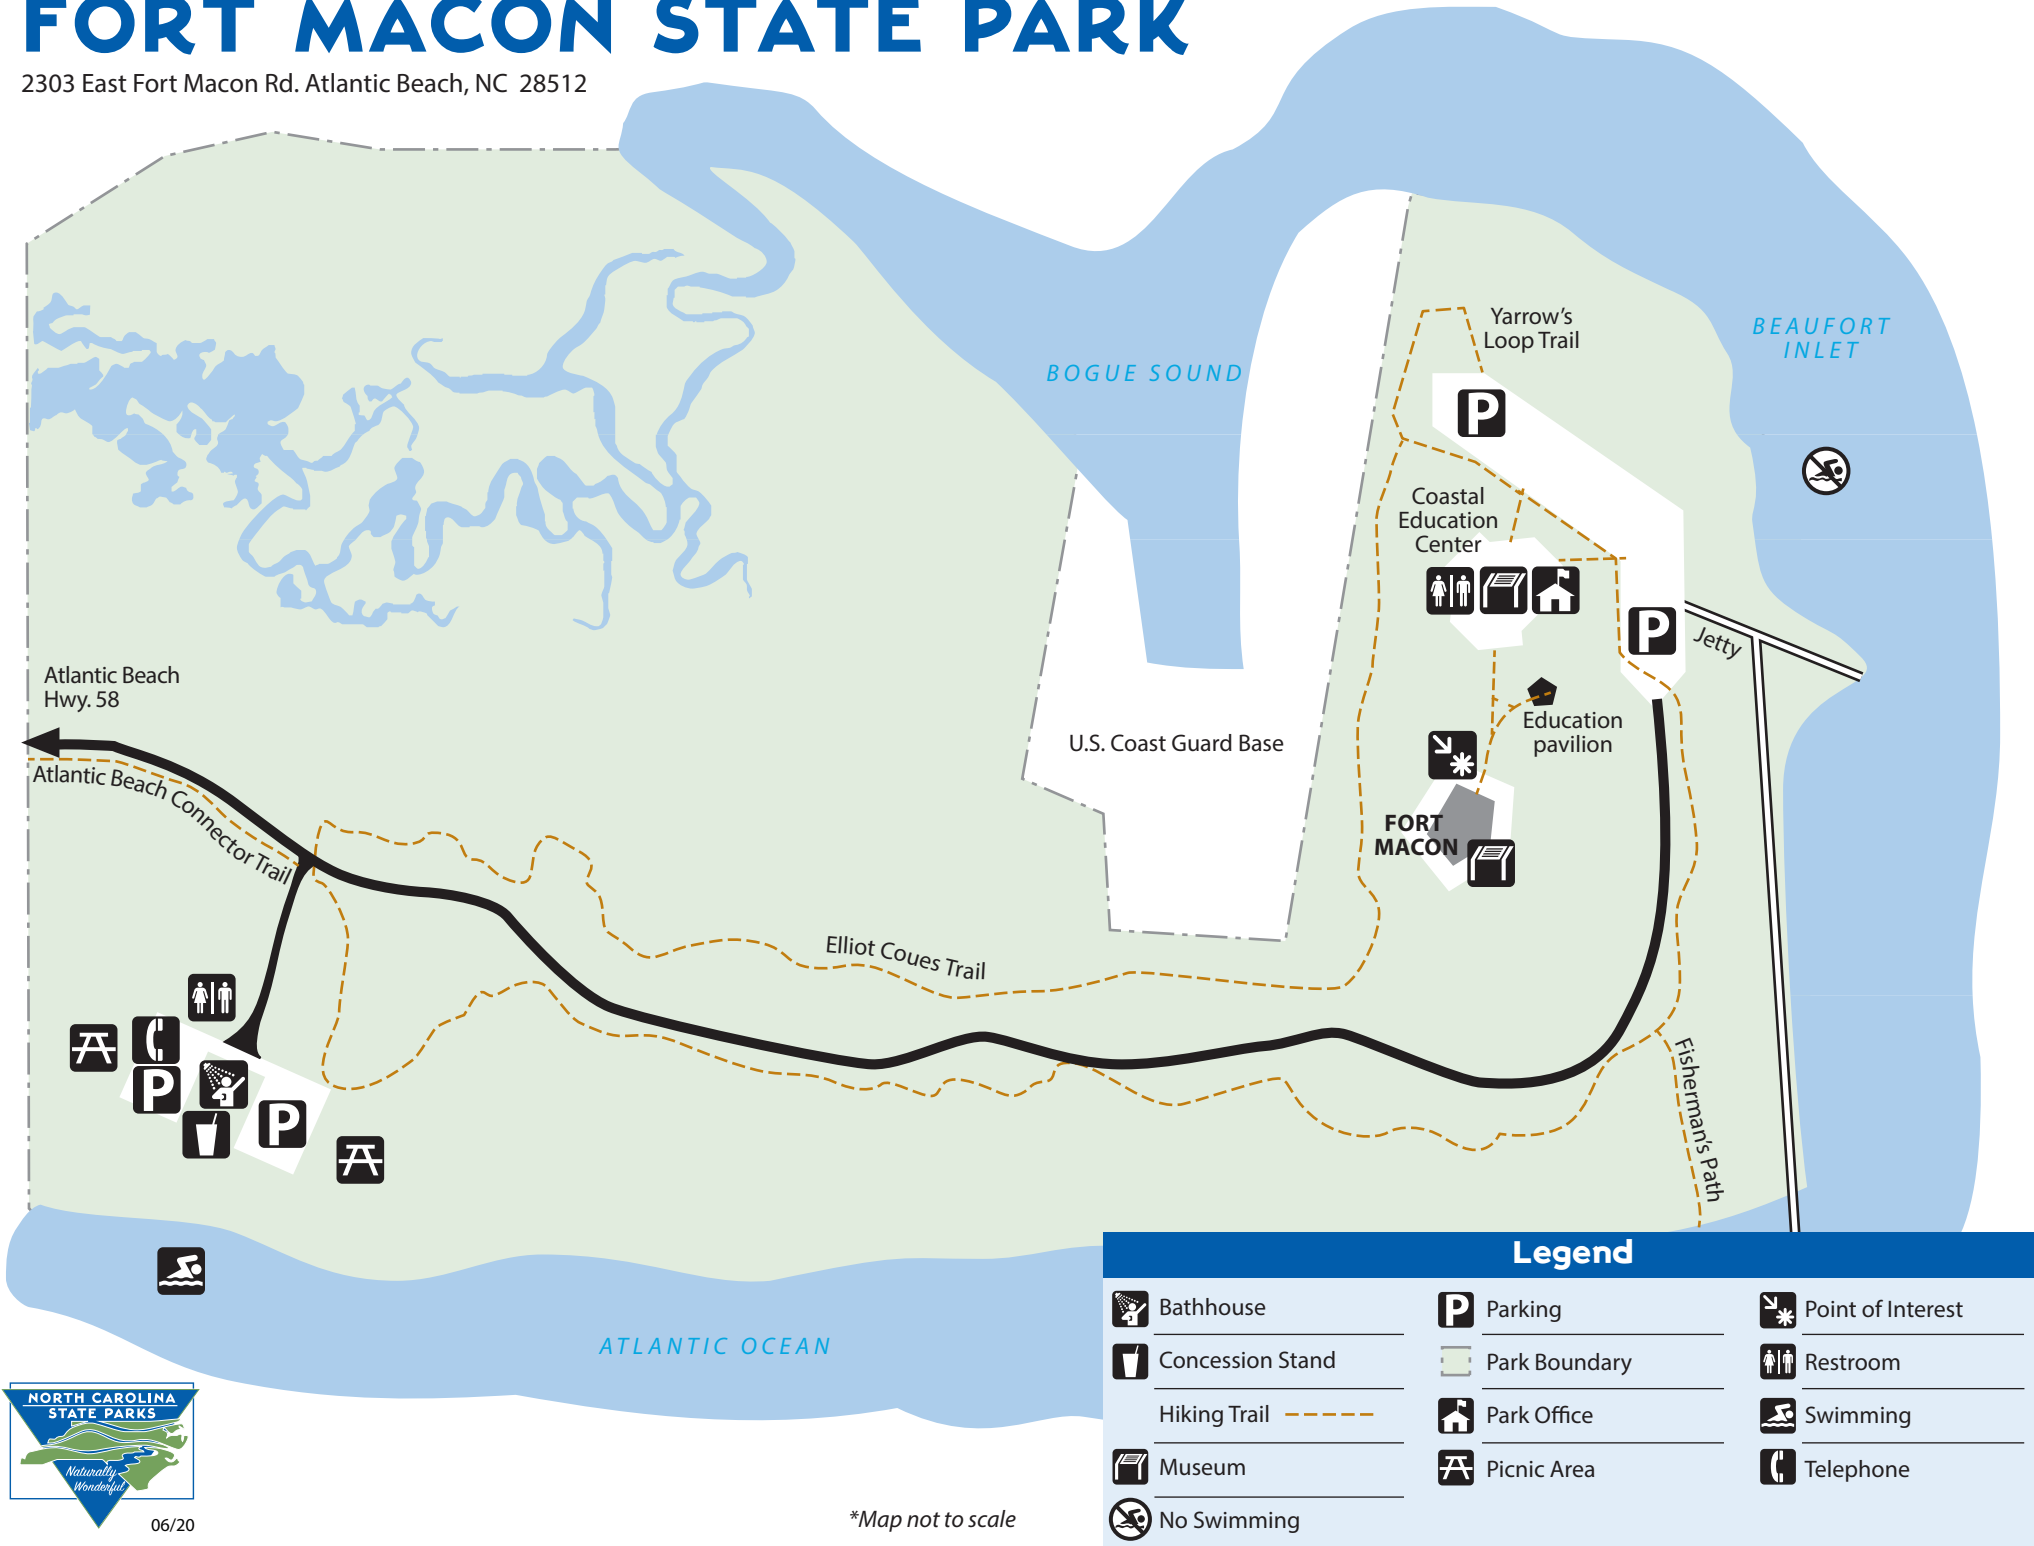 FORT MACON STATE PARK
2303 East Fort Macon Rd. Atlantic Beach, NC 28512
Yarrow's
Loop Trail
BEAUFORT
INLET
BOGUE SOUND
P
Coastal
Education
Center
P
Jetty
Atlantic Beach
Hwy. 58
Education
pavilion
U.S. Coast Guard Base
Atlantic Beach Connector Trail
FORT
MACON
Elliot Coues Trail
Fisherman's Path
P
P
ATLANTIC OCEAN
Legend
Bathhouse
P Parking
Point of Interest
Concession Stand
Park Boundary
Restroom
Hiking Trail
Park Office
Swimming
Museum
Picnic Area
Telephone
No Swimming
NORTH CAROLINA
STATE PARKS
Naturally
Wonderful
06/20
*Map not to scale